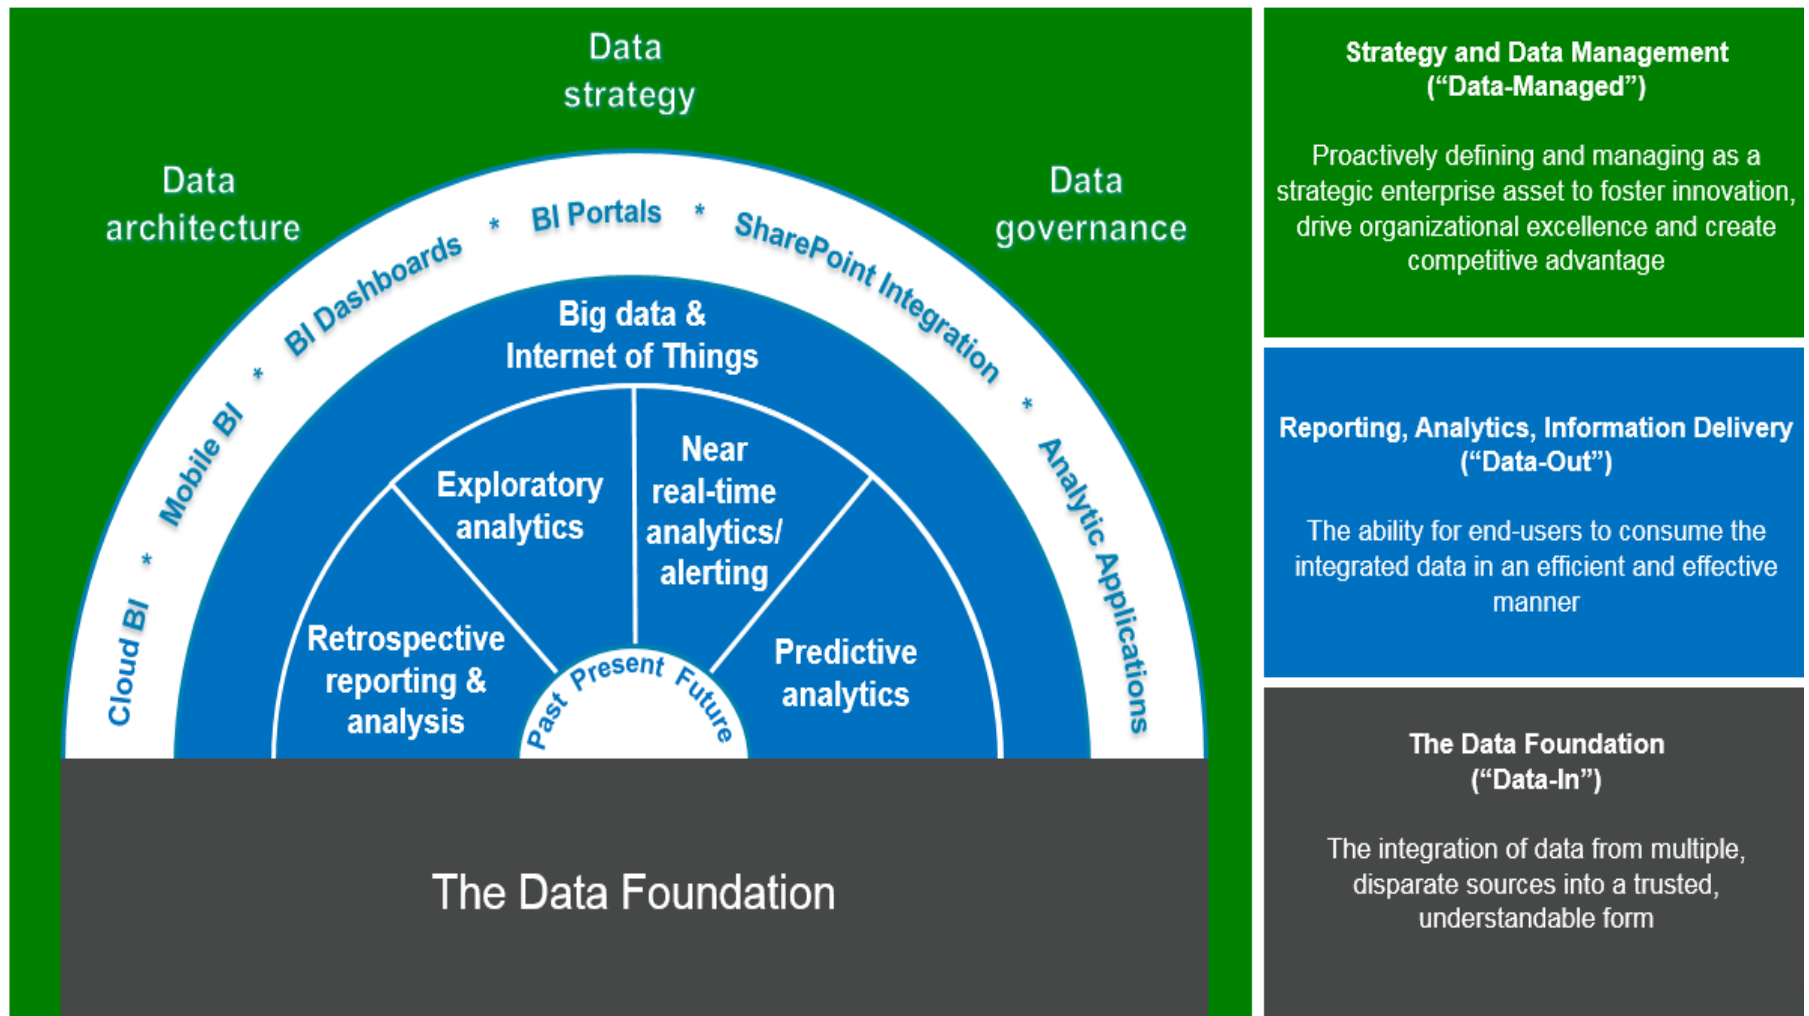 Data
strategy
Data
architecture
Data
governance
Cloud BI * Mobile BI * BI Dashboards * BI Portals * SharePoint Integration * Analytic Applications
Big data &
Internet of Things
Retrospective
reporting &
analysis
Exploratory
analytics
Near
real-time
analytics/
alerting
Predictive
analytics
Past Present Future
The Data Foundation
Strategy and Data Management
(“Data-Managed”)
Proactively defining and managing as a
strategic enterprise asset to foster innovation,
drive organizational excellence and create
competitive advantage
Reporting, Analytics, Information Delivery
(“Data-Out”)
The ability for end-users to consume the
integrated data in an efficient and effective
manner
The Data Foundation
(“Data-In”)
The integration of data from multiple,
disparate sources into a trusted,
understandable form